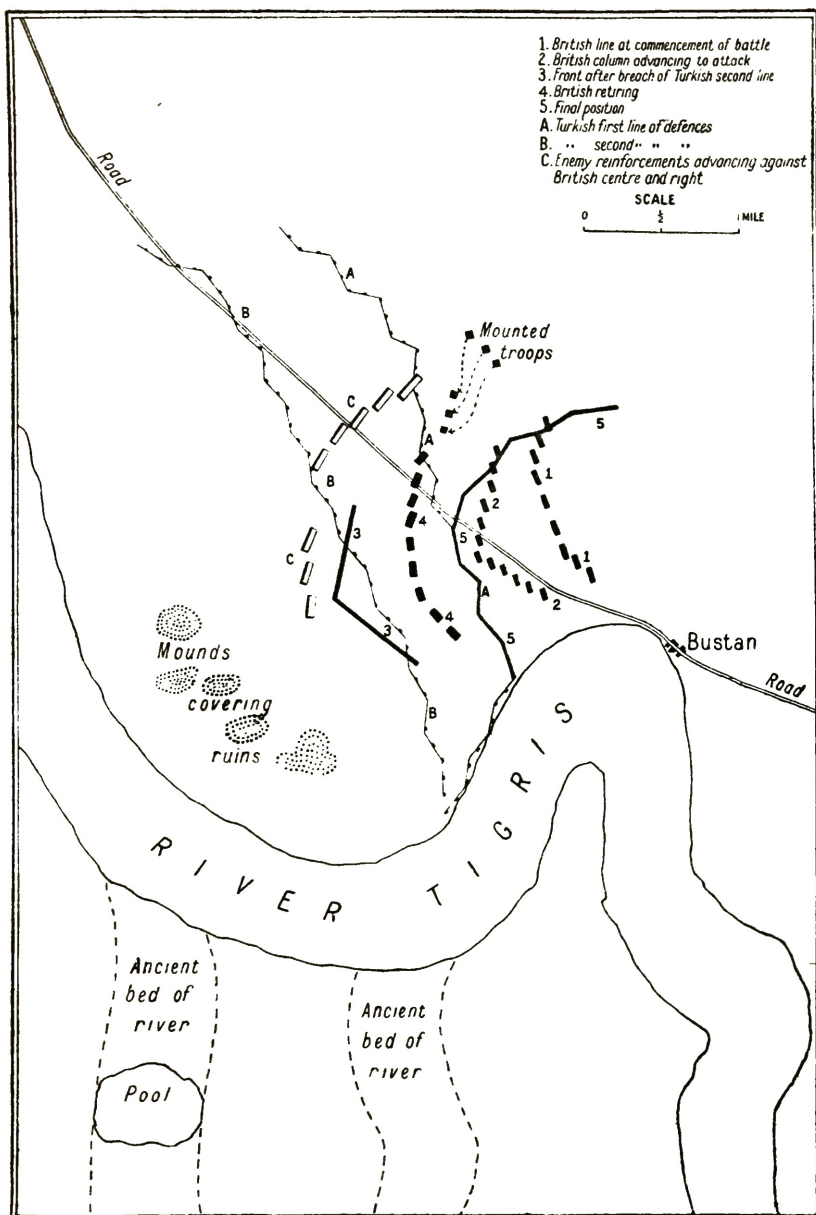 1. British line at commencement of battle
2. British column advancing to attack
3. Front after breach of Turkish second line
4. British retiring
5. Final position
A. Turkish first line of defences
B. " second " " "
C. Enemy reinforcements advancing against
British centre and right
SCALE
0 ½ 1 MILE
Road
A
B
Mounted
troops
C
A
5
B
1
2
3
4
5
C
1
A
2
4
5
3
Mounds
Bustan
covering
Road
B
ruins
RIVER TIGRIS
Ancient
bed of
river
Ancient
bed of
river
Pool